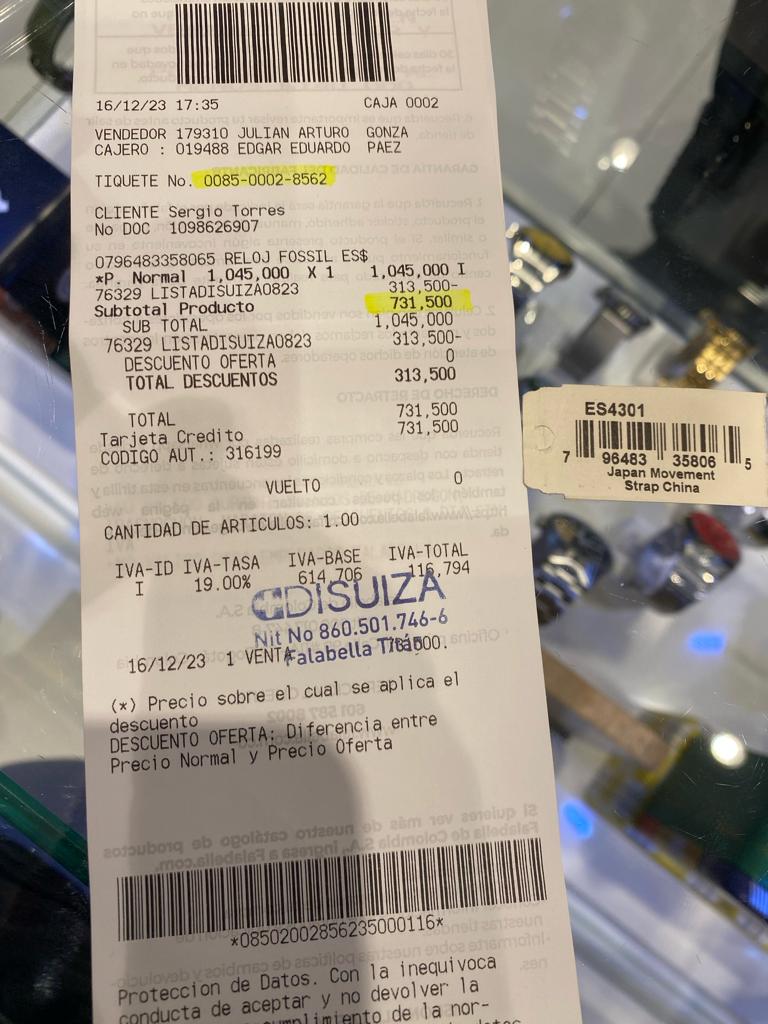 16/12/23 17:35 CAJA 0002
VENDEDOR 179310 JULIAN ARTURO GONZA
CAJERO : 019488 EDGAR EDUARDO PAEZ
TIQUETE No. 0085-0002-8562
CLIENTE Sergio Torres
No DOC 1098626907
0796483358065 RELOJ FOSSIL ES$
*P. Normal 1,045,000 X 1 1,045,000 I
76329 LISTADISUIZA0823 313,500-
Subtotal Producto 731,500
SUB TOTAL 1,045,000
76329 LISTADISUIZA0823 313,500-
DESCUENTO OFERTA 0
TOTAL DESCUENTOS 313,500
TOTAL 731,500
Tarjeta Credito 731,500
CODIGO AUT.: 316199
VUELTO 0
CANTIDAD DE ARTICULOS: 1.00
IVA-ID IVA-TASA IVA-BASE IVA-TOTAL
I 19.00% 614,706 116,794
DISUIZA
Nit No 860.501.746-6
Falabella Titán
16/12/23 1 VENTA
(*) Precio sobre el cual se aplica el
descuento
DESCUENTO OFERTA: Diferencia entre
Precio Normal y Precio Oferta
*08502002856235000116*
Proteccion de Datos. Con la inequivoca
conducta de aceptar y no devolver la
cumplimiento de la nor-
ES4301
7 96483 35806 5
Japan Movement
Strap China